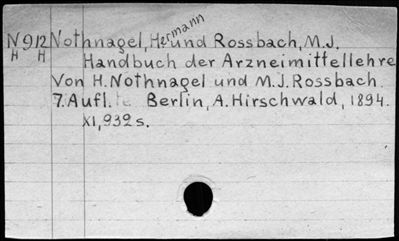 N912 Nothnagel, Hermann und Rossbach, M.J.
H H Handbuch der Arzneimittellehre
Von H. Nothnagel und M.J. Rossbach.
7. Aufl. te Berlin, A. Hirschwald, 1894.
XI, 932 s.